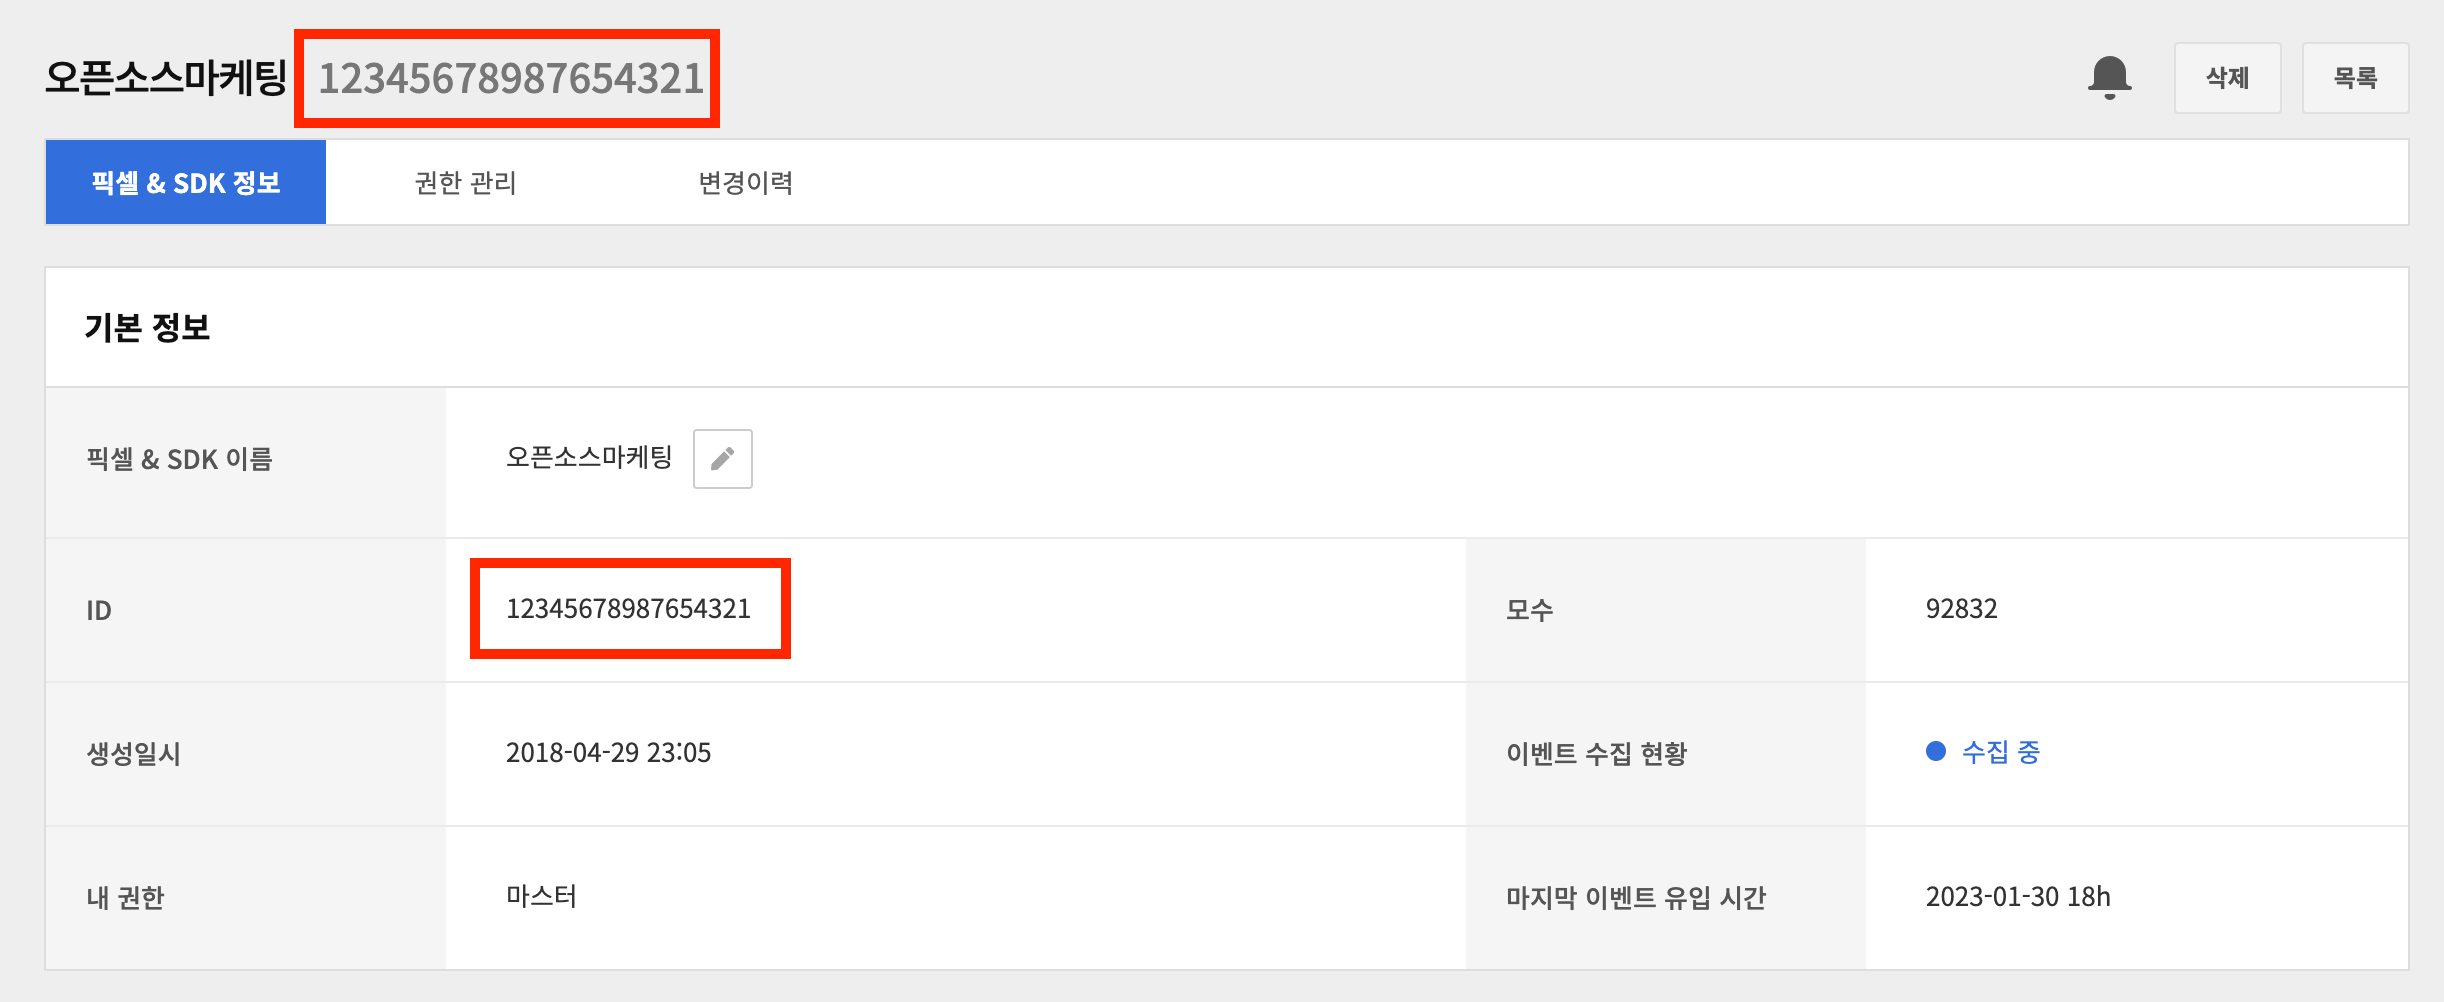 오픈소스마케팅 12345678987654321 삭제 목록
픽셀 & SDK 정보 권한 관리 변경이력
기본 정보
픽셀 & SDK 이름 오픈소스마케팅
ID 12345678987654321 모수 92832
생성일시 2018-04-29 23:05 이벤트 수집 현황 수집 중
내 권한 마스터 마지막 이벤트 유입 시간 2023-01-30 18h